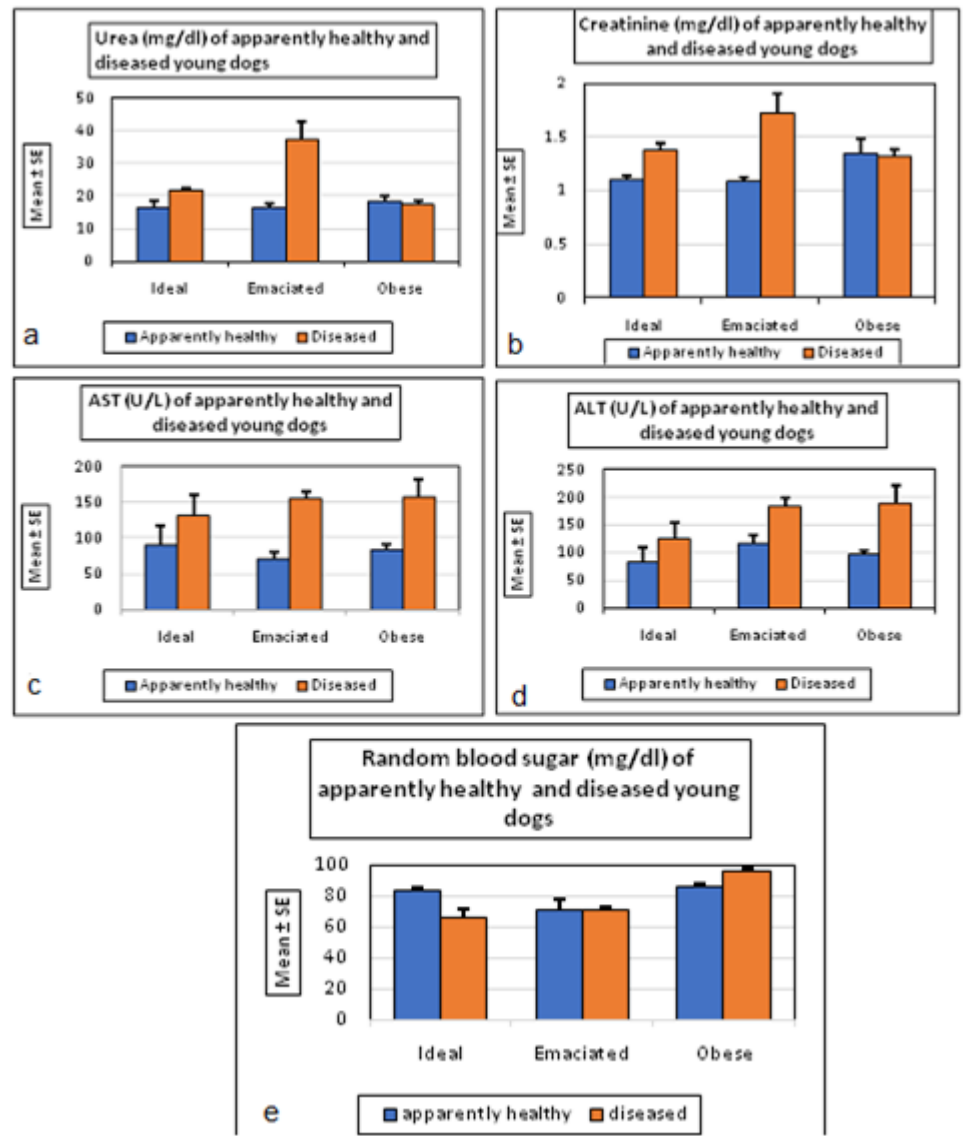 Urea (mg/dl) of apparently healthy and
diseased young dogs
50
40
30
20
10
0
Mean ± SE
Ideal Emaciated Obese
Apparently healthy Diseased
a
Creatinine (mg/dl) of apparently healthy
and diseased young dogs
2
1.5
1
0.5
0
Mean ± SE
Ideal Emaciated Obese
Apparently healthy Diseased
b
AST (U/L) of apparently healthy and
diseased young dogs
200
150
100
50
0
Mean ± SE
Ideal Emaciated Obese
Apparently healthy Diseased
c
ALT (U/L) of apparently healthy and
diseased young dogs
250
200
150
100
50
0
Mean ± SE
Ideal Emaciated Obese
Apparently healthy Diseased
d
Random blood sugar (mg/dl) of
apparently healthy and diseased young
dogs
100
80
60
40
20
0
Mean ± SE
Ideal Emaciated Obese
apparently healthy diseased
e